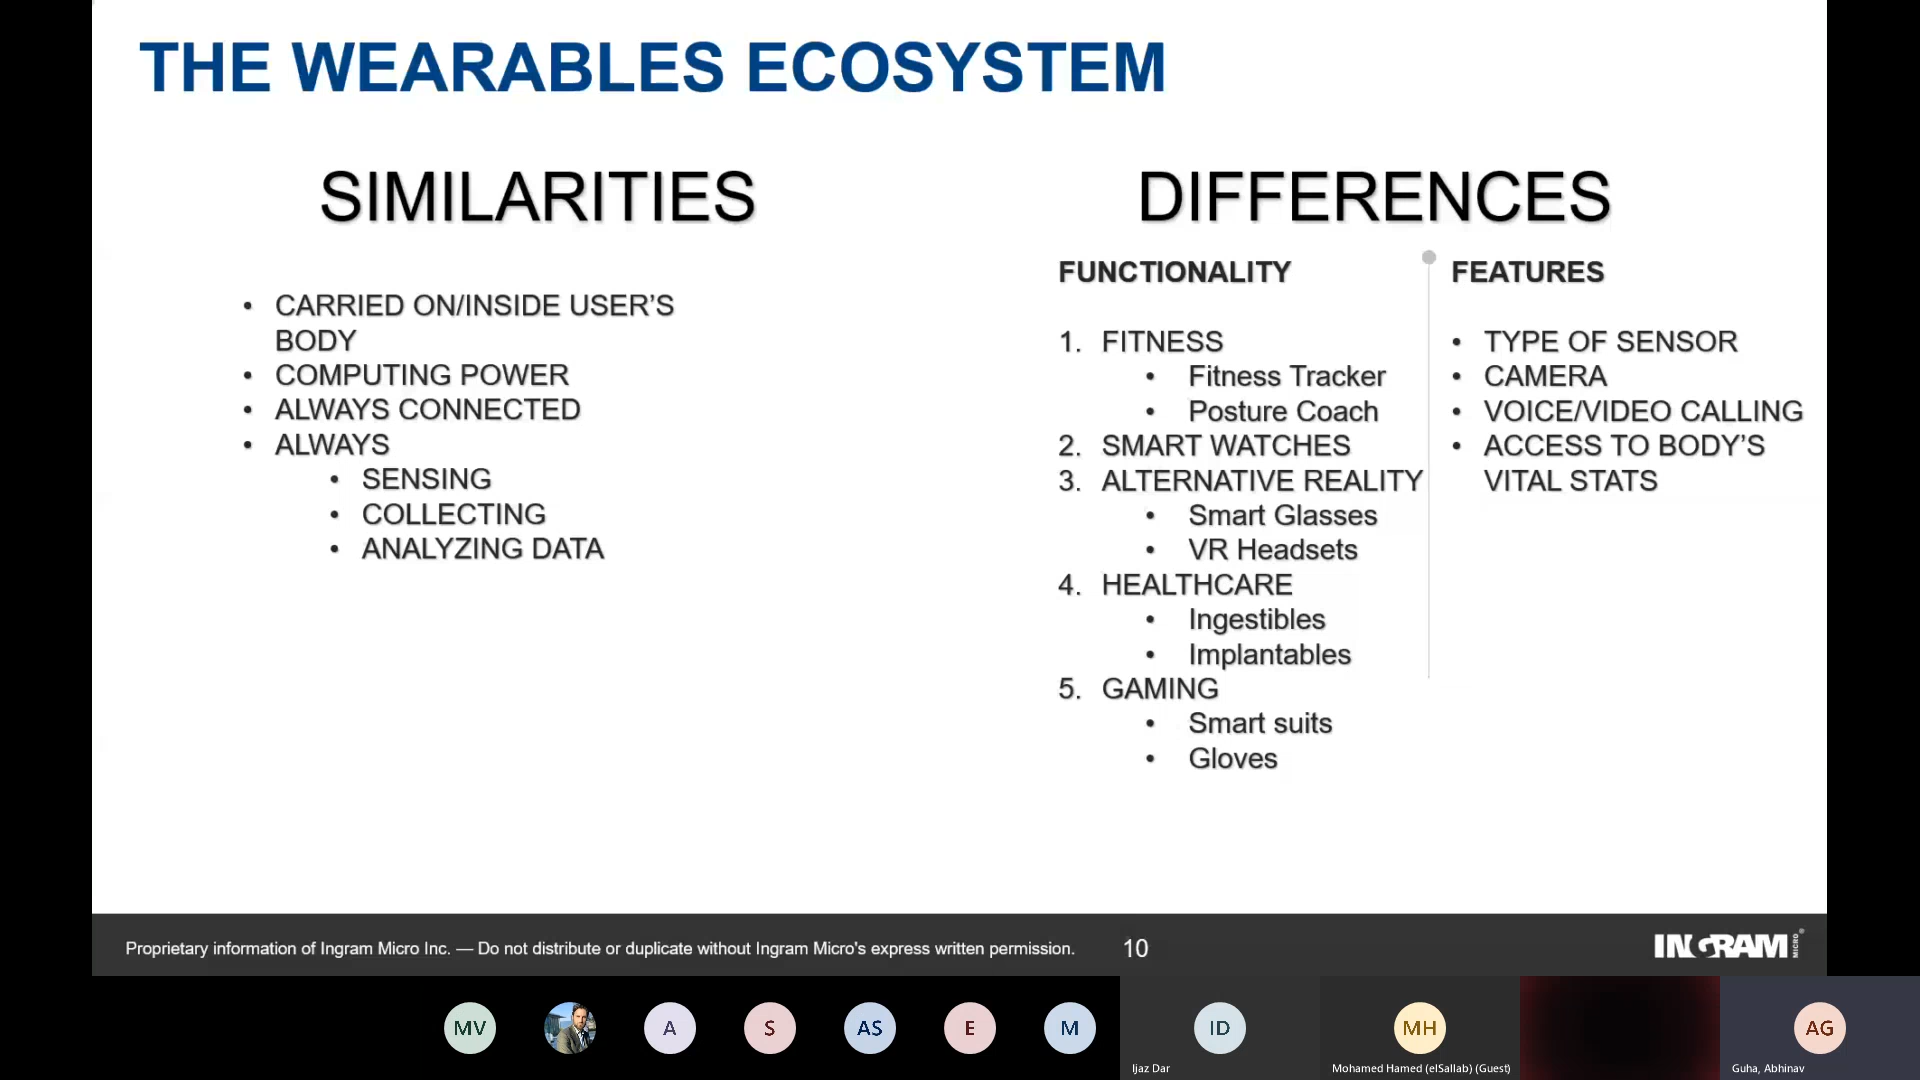 THE WEARABLES ECOSYSTEM
SIMILARITIES
• CARRIED ON/INSIDE USER’S
BODY
• COMPUTING POWER
• ALWAYS CONNECTED
• ALWAYS
• SENSING
• COLLECTING
• ANALYZING DATA
DIFFERENCES
FUNCTIONALITY
1. FITNESS
• Fitness Tracker
• Posture Coach
2. SMART WATCHES
3. ALTERNATIVE REALITY
• Smart Glasses
• VR Headsets
4. HEALTHCARE
• Ingestibles
• Implantables
5. GAMING
• Smart suits
• Gloves
FEATURES
• TYPE OF SENSOR
• CAMERA
• VOICE/VIDEO CALLING
• ACCESS TO BODY’S
VITAL STATS
Proprietary information of Ingram Micro Inc. — Do not distribute or duplicate without Ingram Micro's express written permission.
10
INGRAM MICRO®
MV
A
S
AS
E
M
ID
Ijaz Dar
MH
Mohamed Hamed (elSallab) (Guest)
AG
Guha, Abhinav